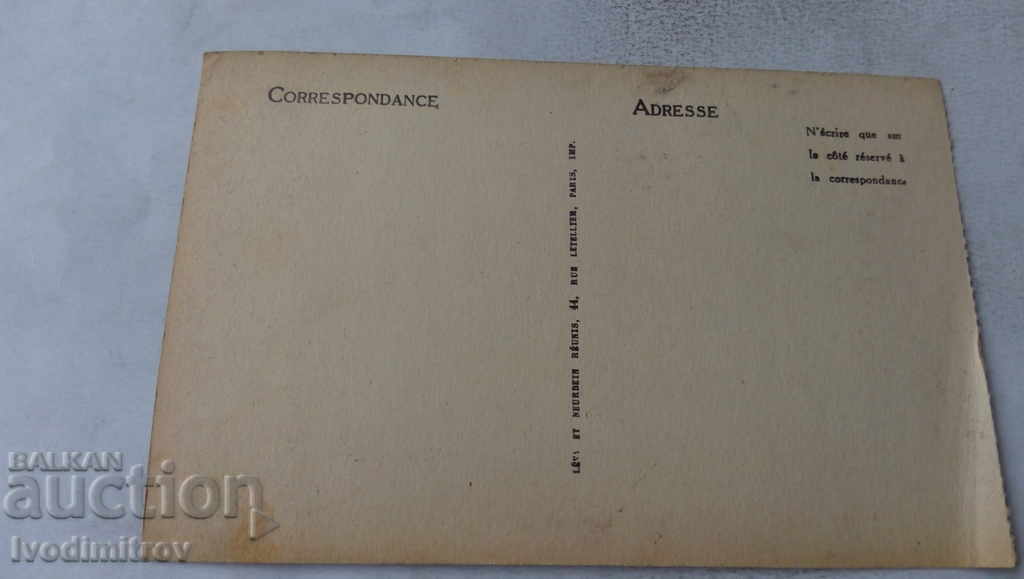 CORRESPONDANCE
ADRESSE
N'écrire que sur
le côté réservé à
la correspondance
LÉVY ET NEURDEIN RÉUNIS, 44, RUE LETELLIER, PARIS, IMP.
BALKAN
auction
Ivodimitrov